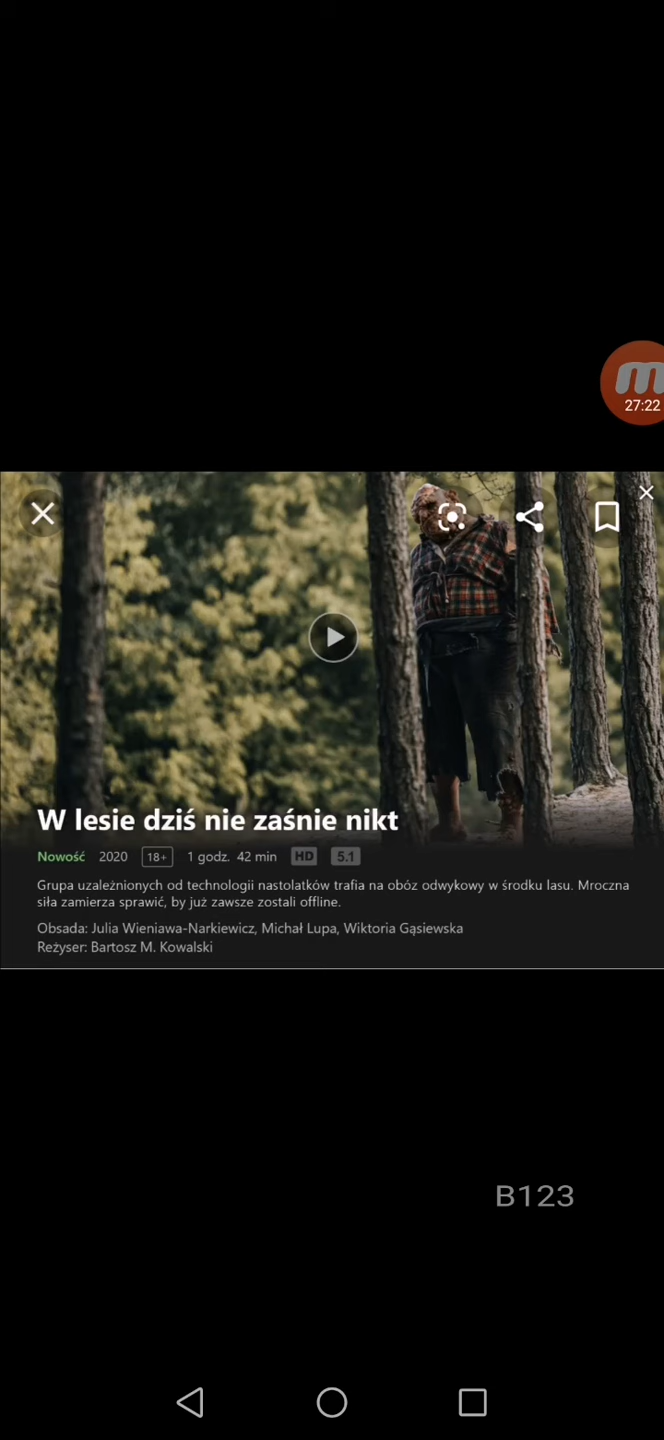 m
27:22
W lesie dziś nie zaśnie nikt
Nowość 2020 18+ 1 godz. 42 min HD 5.1
Grupa uzależnionych od technologii nastolatków trafia na obóz odwykowy w środku lasu. Mroczna
siła zamierza sprawić, by już zawsze zostali offline.
Obsada: Julia Wieniawa-Narkiewicz, Michał Lupa, Wiktoria Gąsiewska
Reżyser: Bartosz M. Kowalski
B123